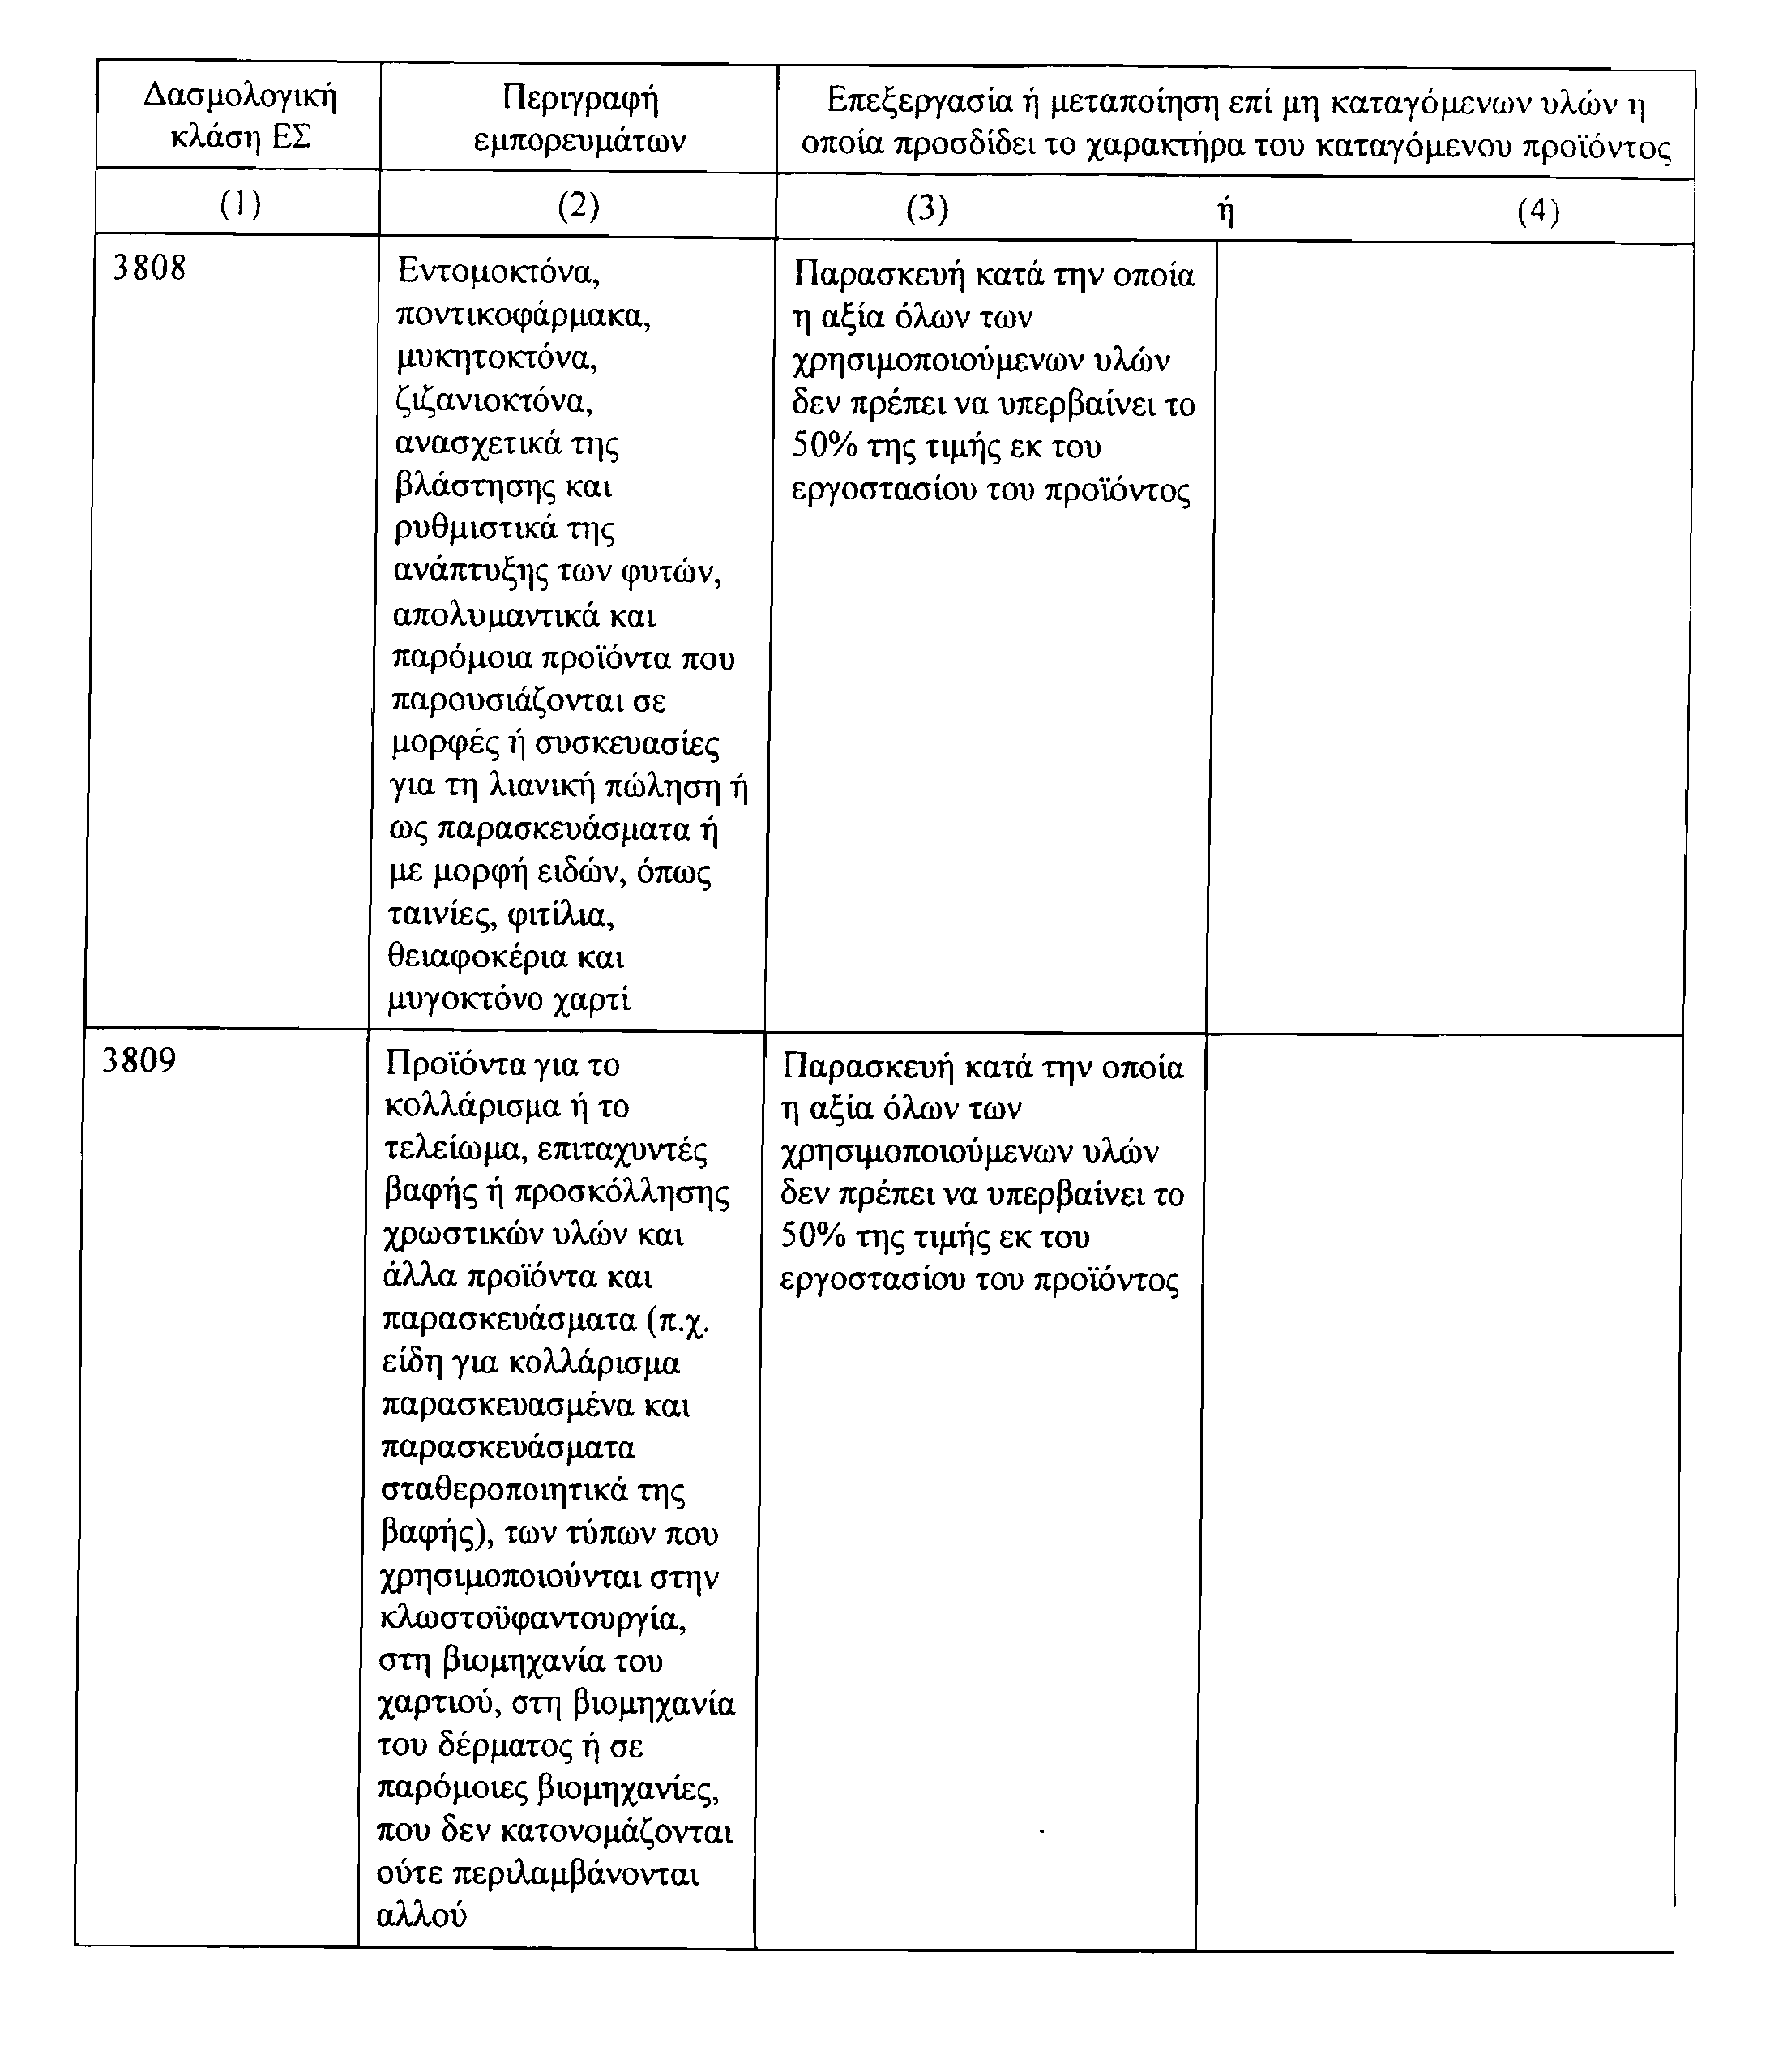 Δασμολογική
κλάση ΕΣ
Περιγραφή
εμπορευμάτων
Επεξεργασία ή μεταποίηση επί μη καταγόμενων υλών η
οποία προσδίδει το χαρακτήρα του καταγόμενου προϊόντος
(1)
(2)
(3) ή (4)
3808
Εντομοκτόνα,
ποντικοφάρμακα,
μυκητοκτόνα,
ζιζανιοκτόνα,
ανασχετικά της
βλάστησης και
ρυθμιστικά της
ανάπτυξης των φυτών,
απολυμαντικά και
παρόμοια προϊόντα που
παρουσιάζονται σε
μορφές ή συσκευασίες
για τη λιανική πώληση ή
ως παρασκευάσματα ή
με μορφή ειδών, όπως
ταινίες, φιτίλια,
θειαφοκέρια και
μυγοκτόνο χαρτί
Παρασκευή κατά την οποία
η αξία όλων των
χρησιμοποιούμενων υλών
δεν πρέπει να υπερβαίνει το
50% της τιμής εκ του
εργοστασίου του προϊόντος
3809
Προϊόντα για το
κολλάρισμα ή το
τελείωμα, επιταχυντές
βαφής ή προσκόλλησης
χρωστικών υλών και
άλλα προϊόντα και
παρασκευάσματα (π.χ.
είδη για κολλάρισμα
παρασκευασμένα και
παρασκευάσματα
σταθεροποιητικά της
βαφής), των τύπων που
χρησιμοποιούνται στην
κλωστοϋφαντουργία,
στη βιομηχανία του
χαρτιού, στη βιομηχανία
του δέρματος ή σε
παρόμοιες βιομηχανίες,
που δεν κατονομάζονται
ούτε περιλαμβάνονται
αλλού
Παρασκευή κατά την οποία
η αξία όλων των
χρησιμοποιούμενων υλών
δεν πρέπει να υπερβαίνει το
50% της τιμής εκ του
εργοστασίου του προϊόντος